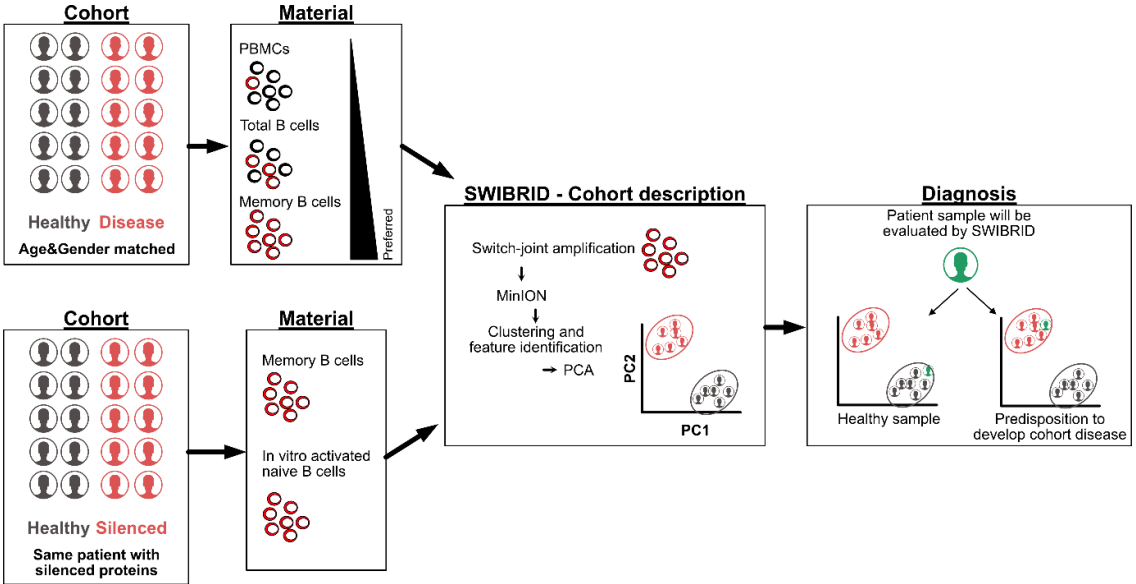 Cohort
Healthy Disease
Age&Gender matched
Material
PBMCs
Total B cells
Memory B cells
Preferred
Cohort
Healthy Silenced
Same patient with
silenced proteins
Material
Memory B cells
In vitro activated
naive B cells
SWIBRID - Cohort description
Switch-joint amplification
MinION
Clustering and
feature identification
PCA
PC2
PC1
Diagnosis
Patient sample will be
evaluated by SWIBRID
Healthy sample
Predisposition to
develop cohort disease